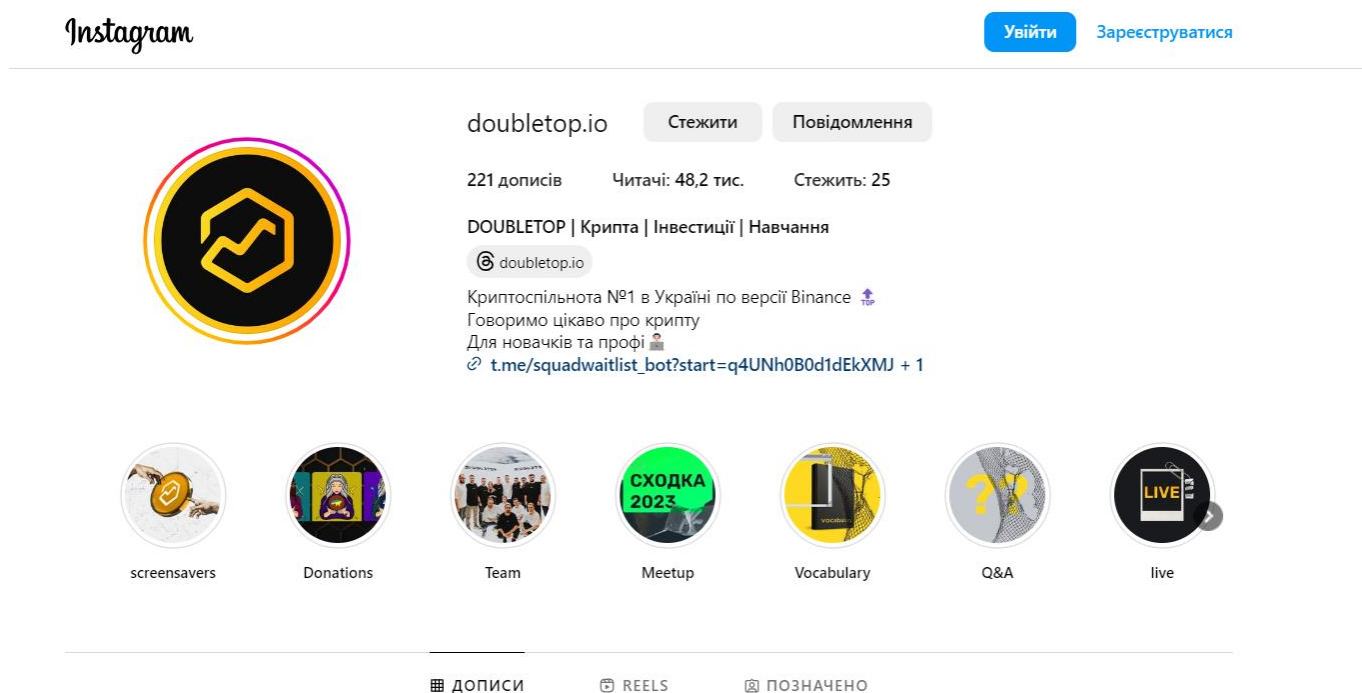 Instagram
Увійти
Зареєструватися
doubletop.io
Стежити
Повідомлення
221 дописів
Читачі: 48,2 тис.
Стежить: 25
DOUBLETOP | Крипта | Інвестиції | Навчання
doubletop.io
Криптоспільнота №1 в Україні по версії Binance 🔝
Говоримо цікаво про крипту
Для новачків та профі👨🏻‍💻
t.me/squadwaitlist_bot?start=q4UNh0B0d1dEkXMJ + 1
СХОДКА
2023
VOCABULARY
??
LIVE
screensavers
Donations
Team
Meetup
Vocabulary
Q&A
live
ДОПИСИ
REELS
ПОЗНАЧЕНО